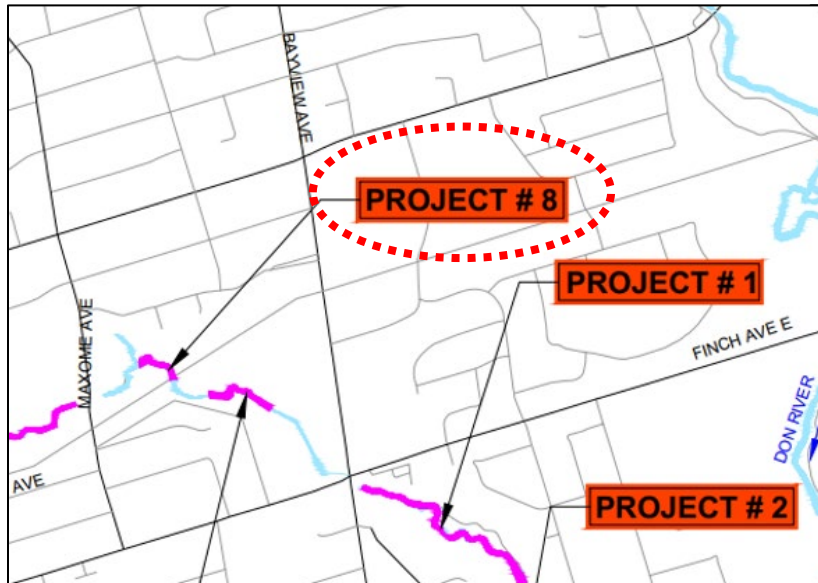 BAYVIEW AVE
PROJECT # 8
PROJECT # 1
MAXOME AVE
FINCH AVE E
DON RIVER
AVE
PROJECT # 2